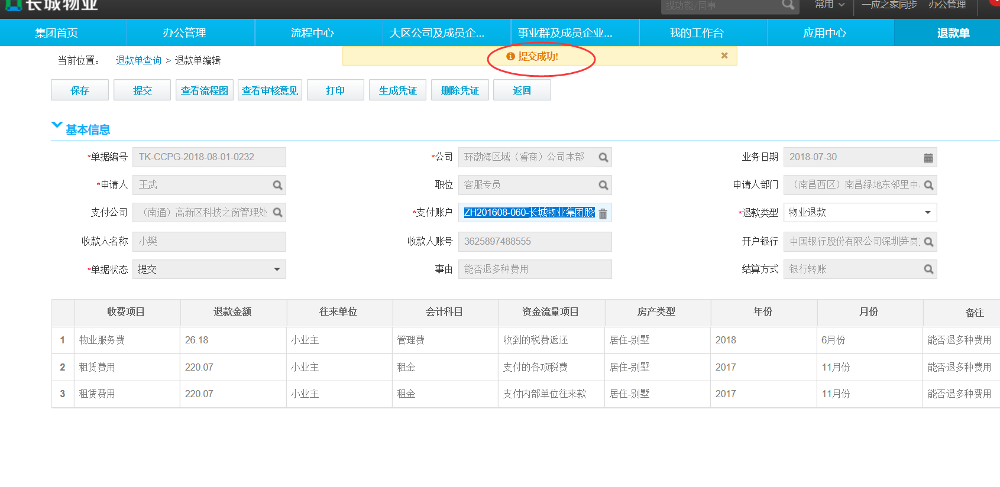 长城物业
搜功能/同事 常用 一应之家同步 办公管理
集团首页 办公管理 流程中心 大区公司及成员企... 事业群及成员企业... 我的工作台 应用中心 退款单
当前位置： 退款单查询 > 退款单编辑 提交成功!
保存 提交 查看流程图 查看审核意见 打印 生成凭证 删除凭证 返回
基本信息
*单据编号 TK-CCPG-2018-08-01-0232 *公司 环渤海区域（睿商）公司本部 业务日期 2018-07-30
*申请人 王武 职位 客服专员 申请人部门 （南昌西区）南昌绿地东邻里中
支付公司 （南通）高新区科技之窗管理处 *支付账户 ZH201608-060-长城物业集团股 *退款类型 物业退款
收款人名称 小樊 收款人账号 3625897488555 开户银行 中国银行股份有限公司深圳笋岗
*单据状态 提交 事由 能否退多种费用 结算方式 银行转账
收费项目 退款金额 往来单位 会计科目 资金流量项目 房产类型 年份 月份 备注
1 物业服务费 26.18 小业主 管理费 收到的税费返还 居住-别墅 2018 6月份 能否退多种费用
2 租赁费用 220.07 小业主 租金 支付的各项税费 居住-别墅 2017 11月份 能否退多种费用
3 租赁费用 220.07 小业主 租金 支付内部单位往来款 居住-别墅 2017 11月份 能否退多种费用